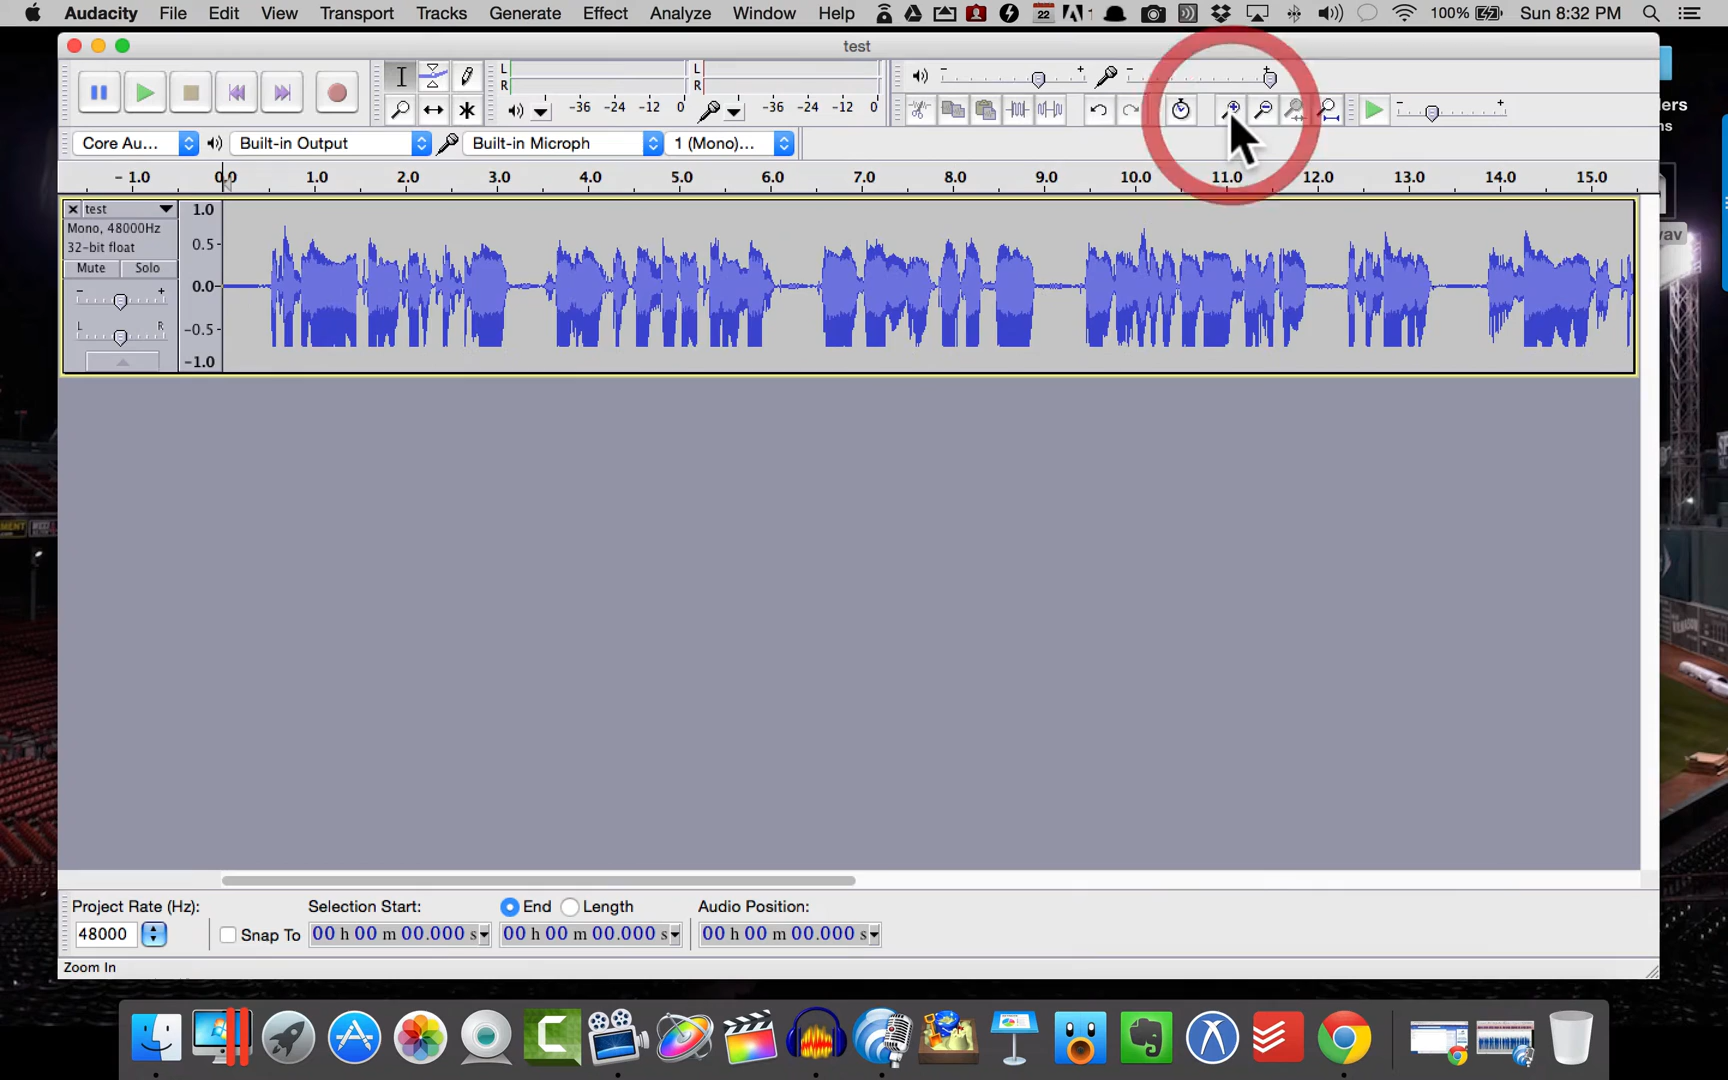 Audacity File Edit View Transport Tracks Generate Effect Analyze Window Help 22 1 100% Sun 8:32 PM
test
L
R
-36 -24 -12 0
L
R
-36 -24 -12 0
Core Au... Built-in Output Built-in Microph 1 (Mono)...
- 1.0 0.0 1.0 2.0 3.0 4.0 5.0 6.0 7.0 8.0 9.0 10.0 11.0 12.0 13.0 14.0 15.0
test
Mono, 48000Hz
32-bit float
Mute Solo
- +
L R
1.0
0.5-
0.0-
-0.5-
-1.0
Project Rate (Hz): Selection Start: End Length Audio Position:
48000 Snap To 00 h 00 m 00.000 s 00 h 00 m 00.000 s 00 h 00 m 00.000 s
Zoom In